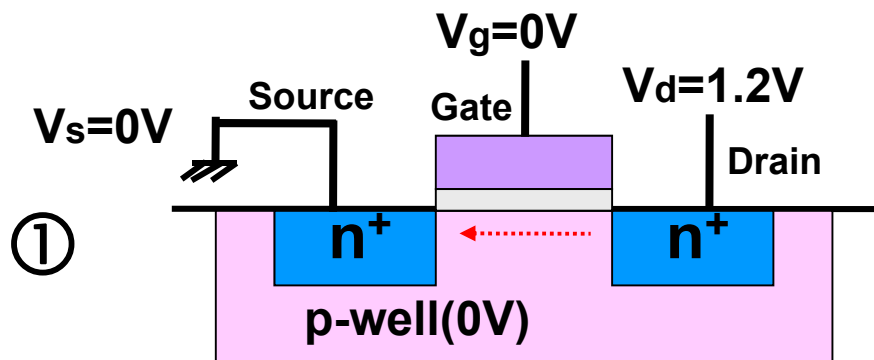 Vg=0V
Source
Gate
Vd=1.2V
Vs=0V
Drain
①
n+
n+
p-well(0V)